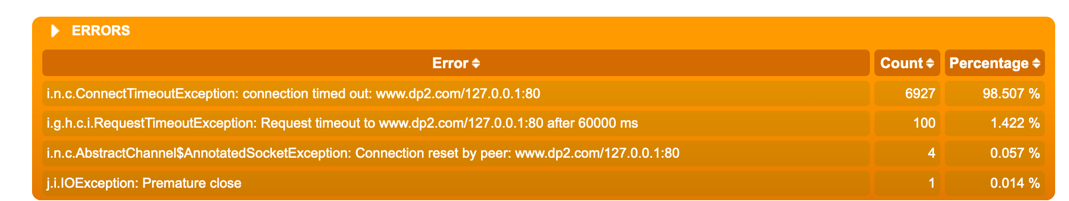 ERRORS
Error Count Percentage
i.n.c.ConnectTimeoutException: connection timed out: www.dp2.com/127.0.0.1:80 6927 98.507 %
i.g.h.c.i.RequestTimeoutException: Request timeout to www.dp2.com/127.0.0.1:80 after 60000 ms 100 1.422 %
i.n.c.AbstractChannel$AnnotatedSocketException: Connection reset by peer: www.dp2.com/127.0.0.1:80 4 0.057 %
j.i.IOException: Premature close 1 0.014 %